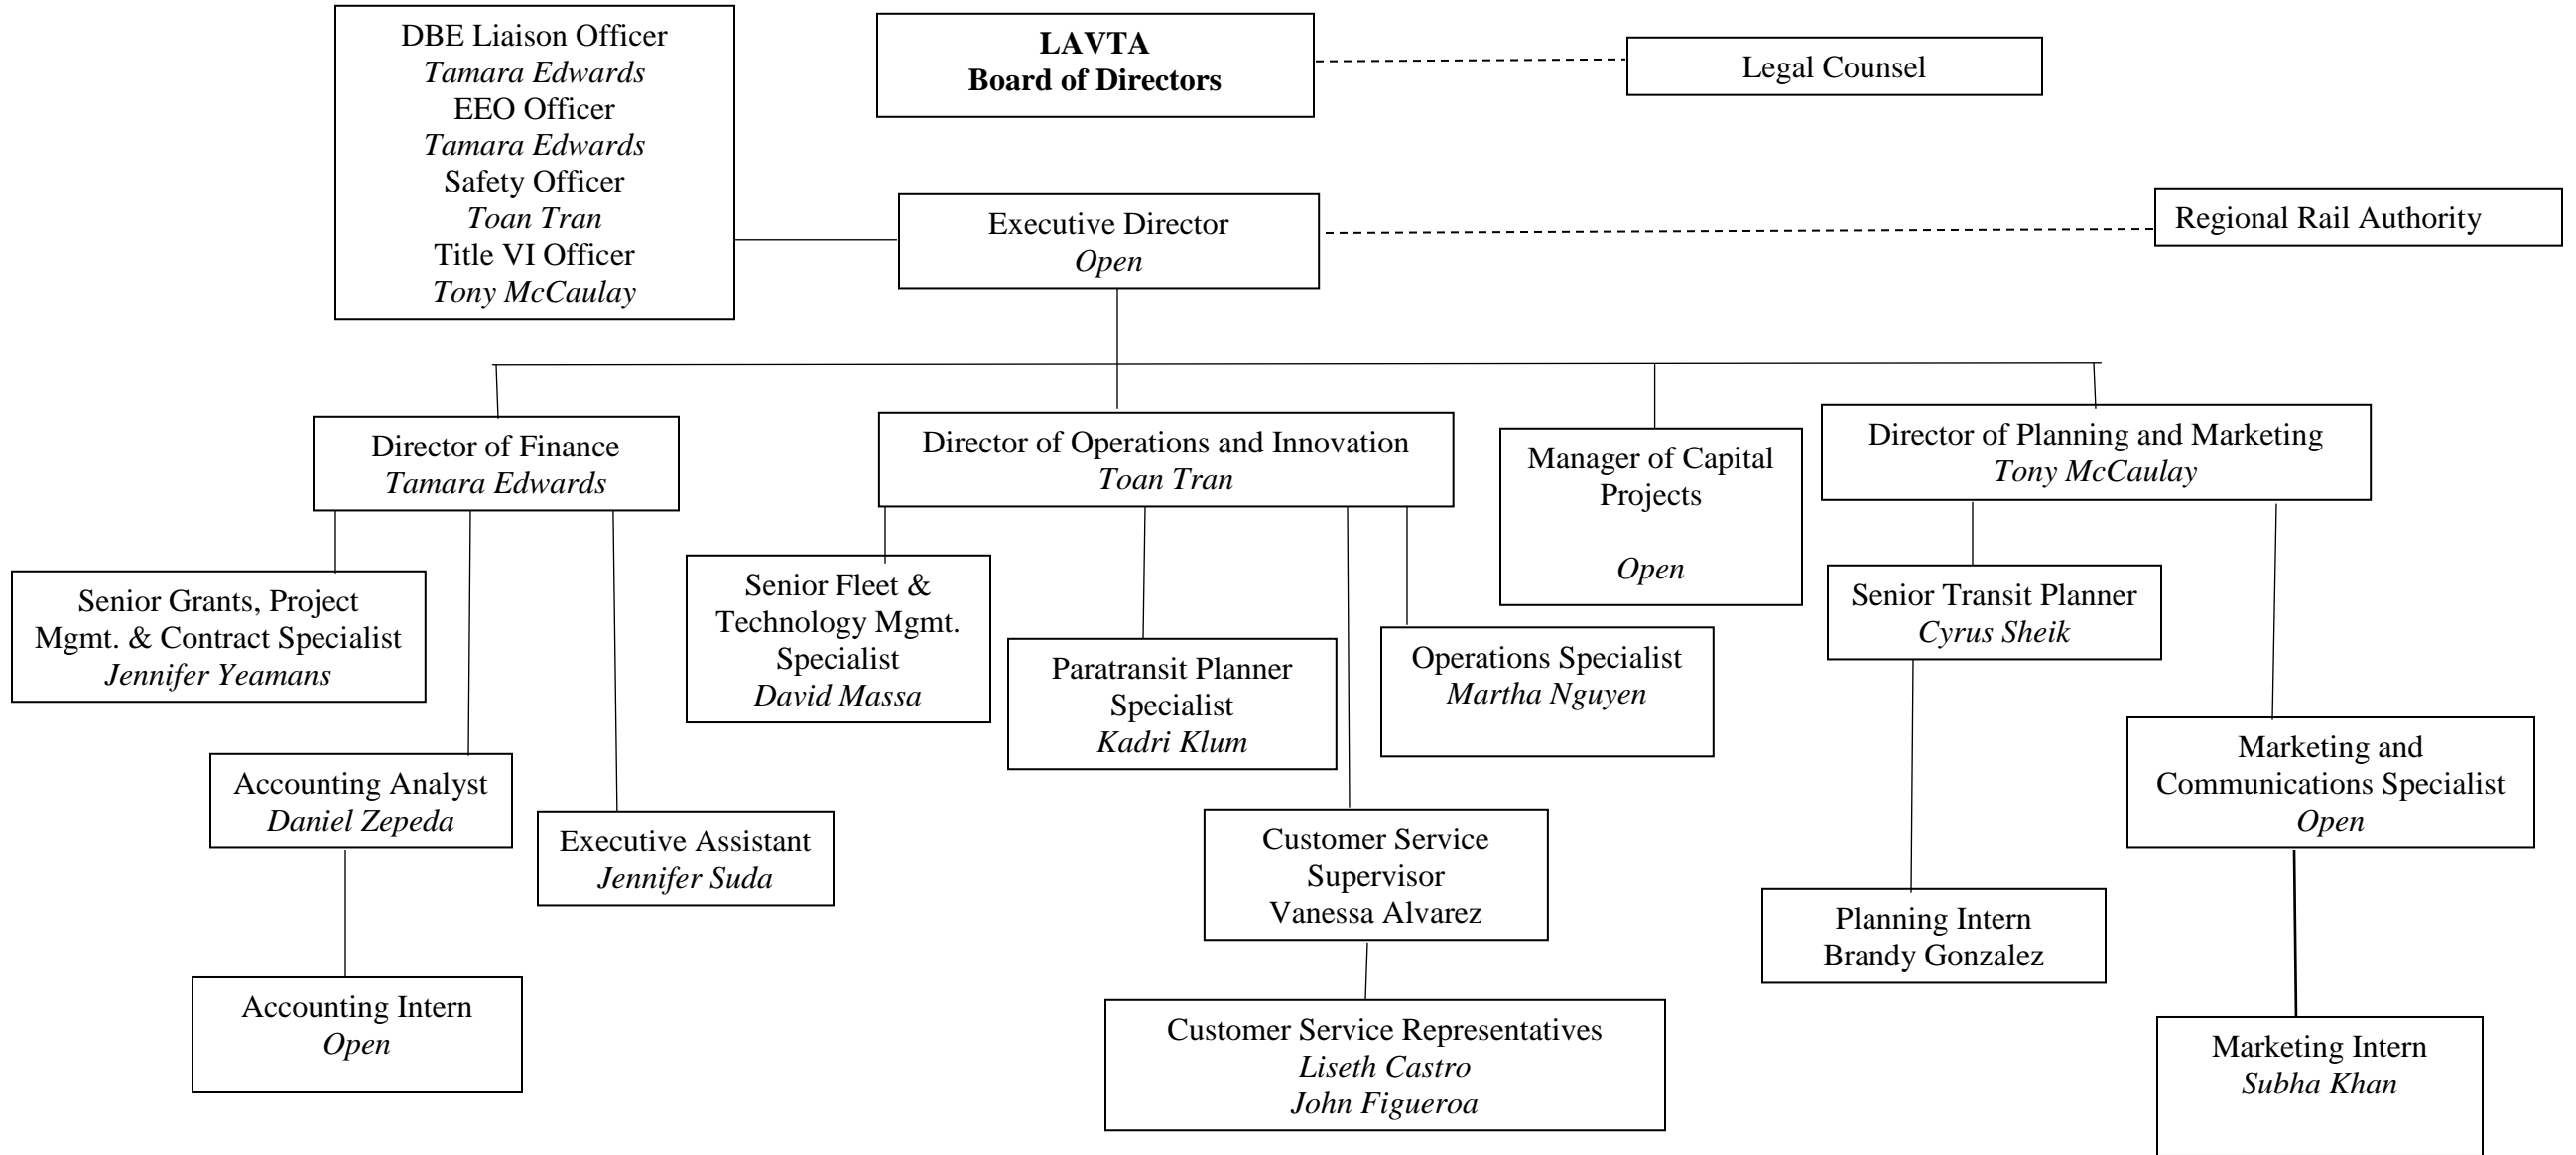 DBE Liaison Officer
Tamara Edwards
EEO Officer
Tamara Edwards
Safety Officer
Toan Tran
Title VI Officer
Tony McCaulay
LAVTA
Board of Directors
Legal Counsel
Executive Director
Open
Regional Rail Authority
Director of Finance
Tamara Edwards
Director of Operations and Innovation
Toan Tran
Manager of Capital
Projects
Open
Director of Planning and Marketing
Tony McCaulay
Senior Grants, Project
Mgmt. & Contract Specialist
Jennifer Yeamans
Senior Fleet &
Technology Mgmt.
Specialist
David Massa
Paratransit Planner
Specialist
Kadri Klum
Operations Specialist
Martha Nguyen
Senior Transit Planner
Cyrus Sheik
Marketing and
Communications Specialist
Open
Accounting Analyst
Daniel Zepeda
Executive Assistant
Jennifer Suda
Customer Service
Supervisor
Vanessa Alvarez
Planning Intern
Brandy Gonzalez
Accounting Intern
Open
Customer Service Representatives
Liseth Castro
John Figueroa
Marketing Intern
Subha Khan